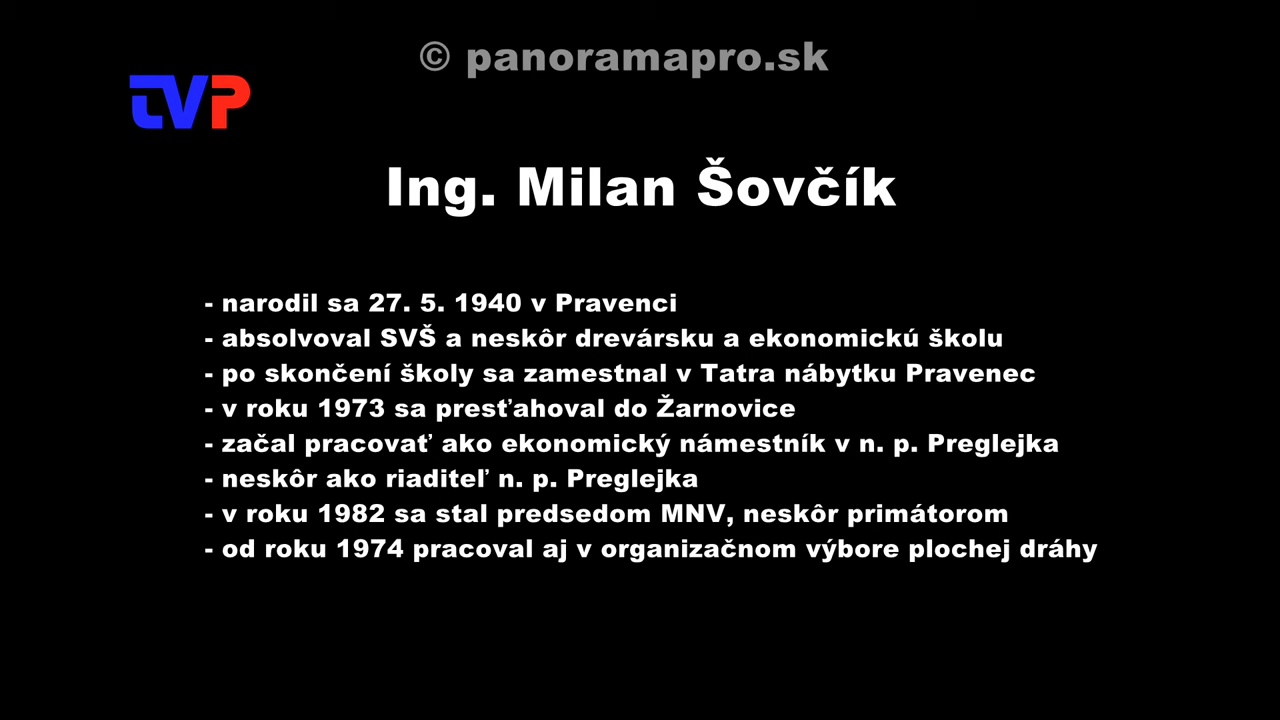 © panoramapro.sk
TVP
Ing. Milan Šovčík
- narodil sa 27. 5. 1940 v Pravenci
- absolvoval SVŠ a neskôr drevársku a ekonomickú školu
- po skončení školy sa zamestnal v Tatra nábytku Pravenec
- v roku 1973 sa presťahoval do Žarnovice
- začal pracovať ako ekonomický námestník v n. p. Preglejka
- neskôr ako riaditeľ n. p. Preglejka
- v roku 1982 sa stal predsedom MNV, neskôr primátorom
- od roku 1974 pracoval aj v organizačnom výbore plochej dráhy